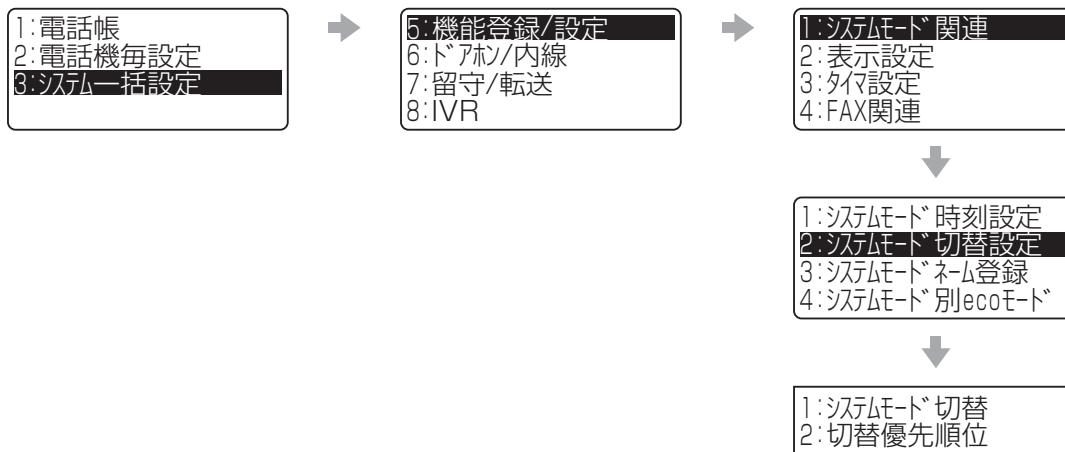 1:電話帳
2:電話機毎設定
3:ｼｽﾃﾑ一括設定
5:機能登録/設定
6:ﾄﾞｱﾎﾝ/内線
7:留守/転送
8:IVR
1:ｼｽﾃﾑﾓｰﾄﾞ関連
2:表示設定
3:ﾀｲﾏ設定
4:FAX関連
1:ｼｽﾃﾑﾓｰﾄﾞ時刻設定
2:ｼｽﾃﾑﾓｰﾄﾞ切替設定
3:ｼｽﾃﾑﾓｰﾄﾞﾈｰﾑ登録
4:ｼｽﾃﾑﾓｰﾄﾞ別ecoﾓｰﾄﾞ
1:ｼｽﾃﾑﾓｰﾄﾞ切替
2:切替優先順位